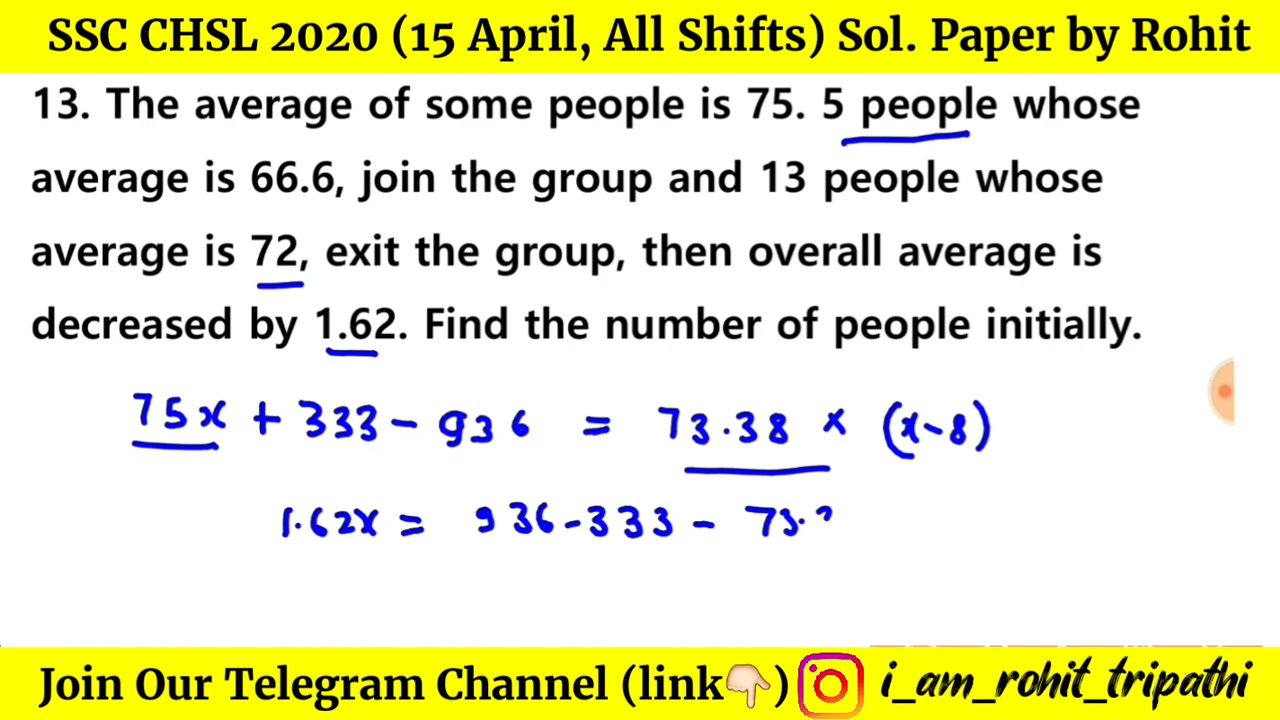 SSC CHSL 2020 (15 April, All Shifts) Sol. Paper by Rohit
13. The average of some people is 75. 5 people whose
average is 66.6, join the group and 13 people whose
average is 72, exit the group, then overall average is
decreased by 1.62. Find the number of people initially.
75x + 333 - 936 = 73.38 × (x-8)
1.62x = 936-333 - 73.
Join Our Telegram Channel (link👇) i_am_rohit_tripathi